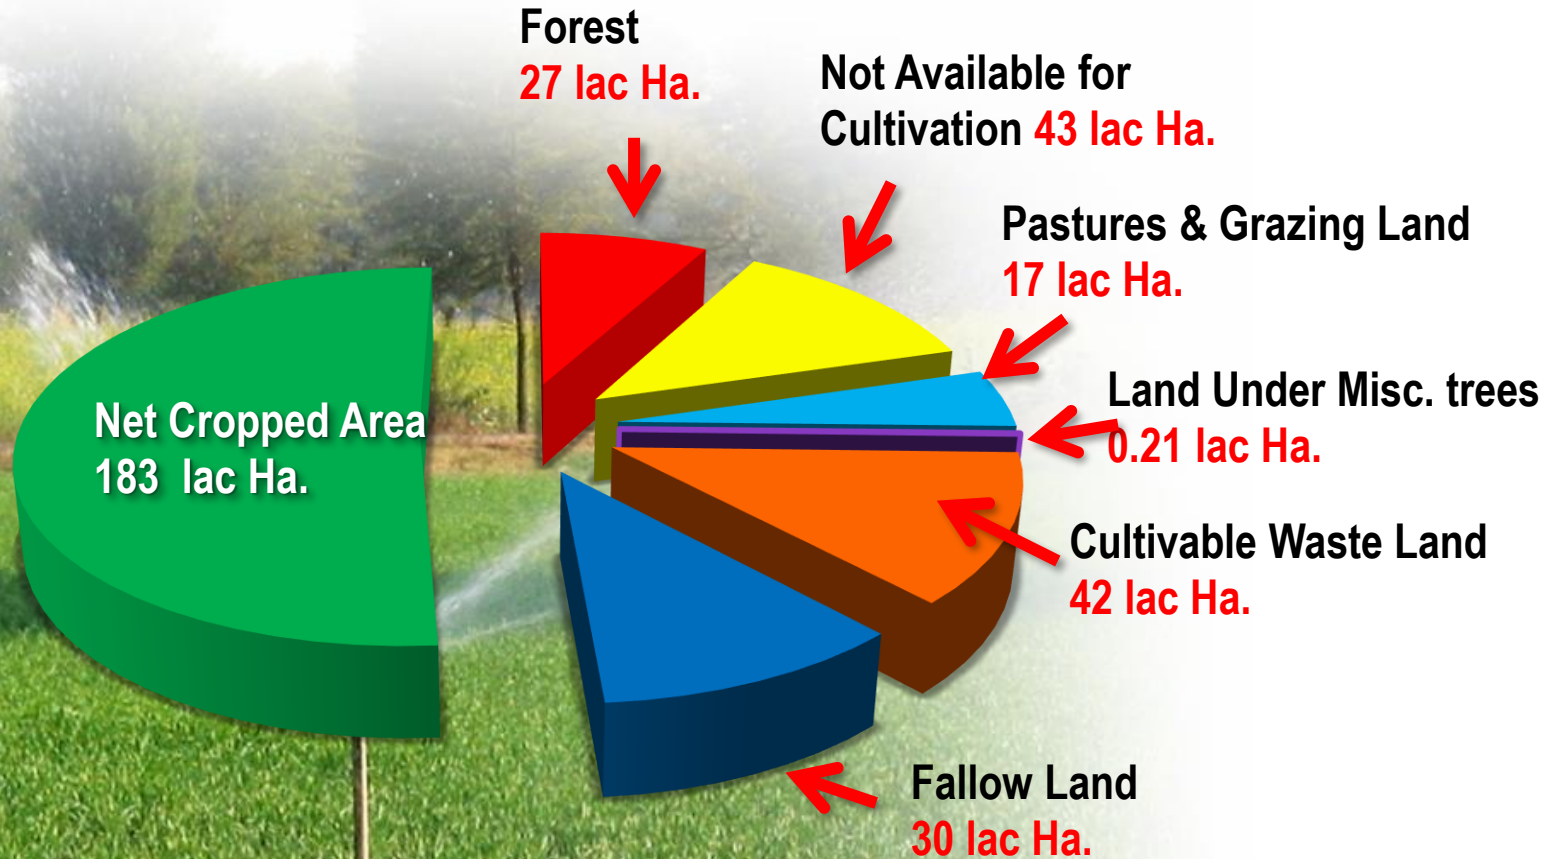 Forest
27 lac Ha.
Not Available for
Cultivation 43 lac Ha.
Pastures & Grazing Land
17 lac Ha.
Land Under Misc. trees
0.21 lac Ha.
Net Cropped Area
183 lac Ha.
Cultivable Waste Land
42 lac Ha.
Fallow Land
30 lac Ha.